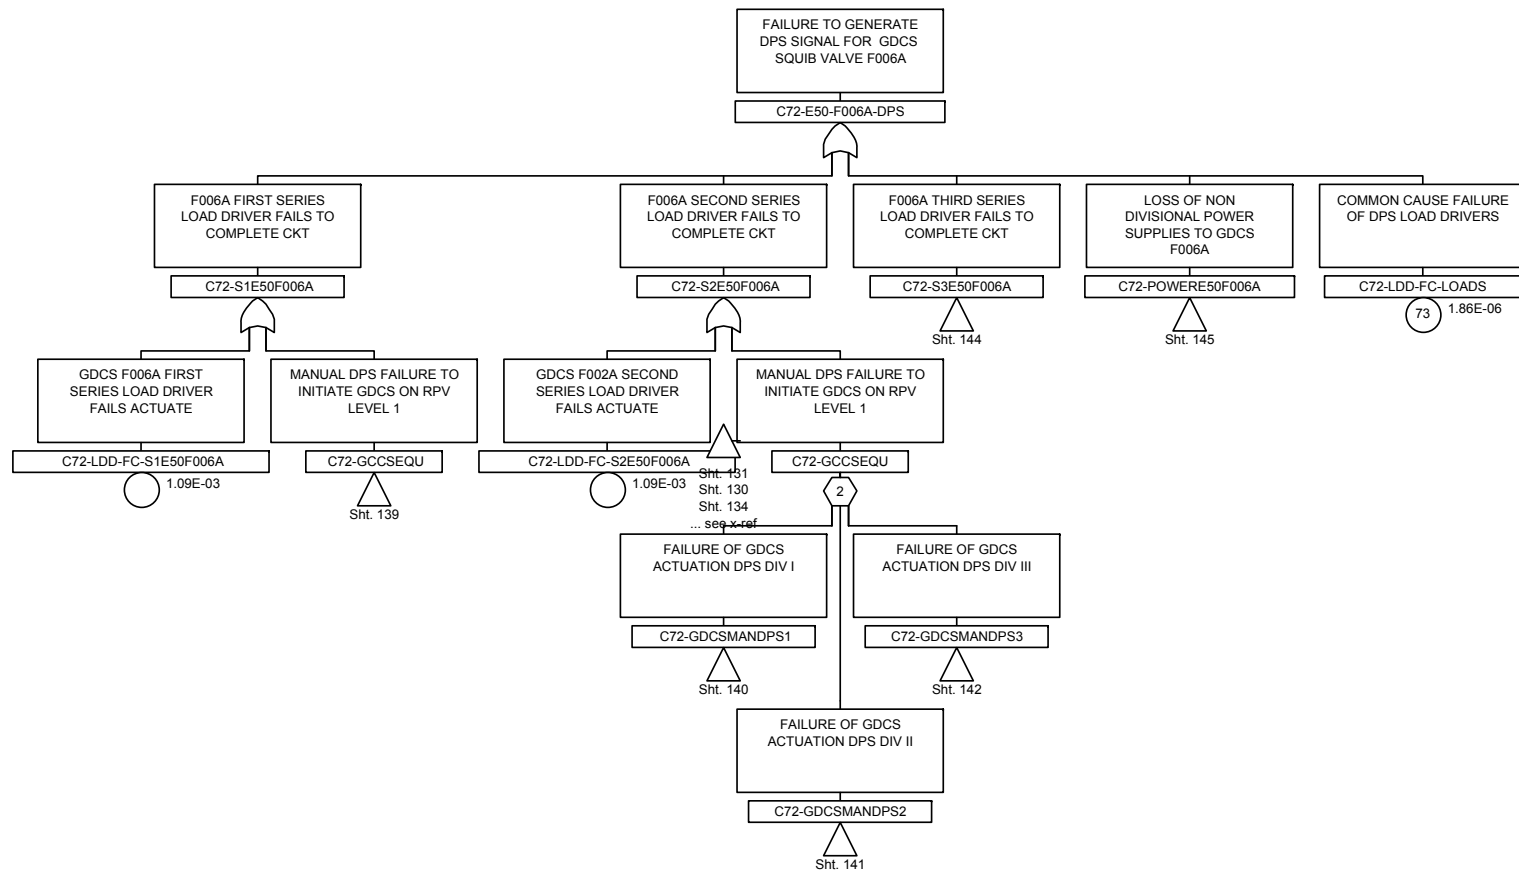 FAILURE TO GENERATE
DPS SIGNAL FOR GDCS
SQUIB VALVE F006A
C72-E50-F006A-DPS
F006A FIRST SERIES
LOAD DRIVER FAILS TO
COMPLETE CKT
C72-S1E50F006A
F006A SECOND SERIES
LOAD DRIVER FAILS TO
COMPLETE CKT
C72-S2E50F006A
F006A THIRD SERIES
LOAD DRIVER FAILS TO
COMPLETE CKT
C72-S3E50F006A
Sht. 144
LOSS OF NON
DIVISIONAL POWER
SUPPLIES TO GDCS
F006A
C72-POWERE50F006A
Sht. 145
COMMON CAUSE FAILURE
OF DPS LOAD DRIVERS
C72-LDD-FC-LOADS
73
1.86E-06
GDCS F006A FIRST
SERIES LOAD DRIVER
FAILS ACTUATE
C72-LDD-FC-S1E50F006A
1.09E-03
MANUAL DPS FAILURE TO
INITIATE GDCS ON RPV
LEVEL 1
C72-GCCSEQU
Sht. 139
GDCS F002A SECOND
SERIES LOAD DRIVER
FAILS ACTUATE
C72-LDD-FC-S2E50F006A
1.09E-03
MANUAL DPS FAILURE TO
INITIATE GDCS ON RPV
LEVEL 1
C72-GCCSEQU
Sht. 131
Sht. 130
Sht. 134
... see x-ref
2
FAILURE OF GDCS
ACTUATION DPS DIV I
C72-GDCSMANDPS1
Sht. 140
FAILURE OF GDCS
ACTUATION DPS DIV III
C72-GDCSMANDPS3
Sht. 142
FAILURE OF GDCS
ACTUATION DPS DIV II
C72-GDCSMANDPS2
Sht. 141